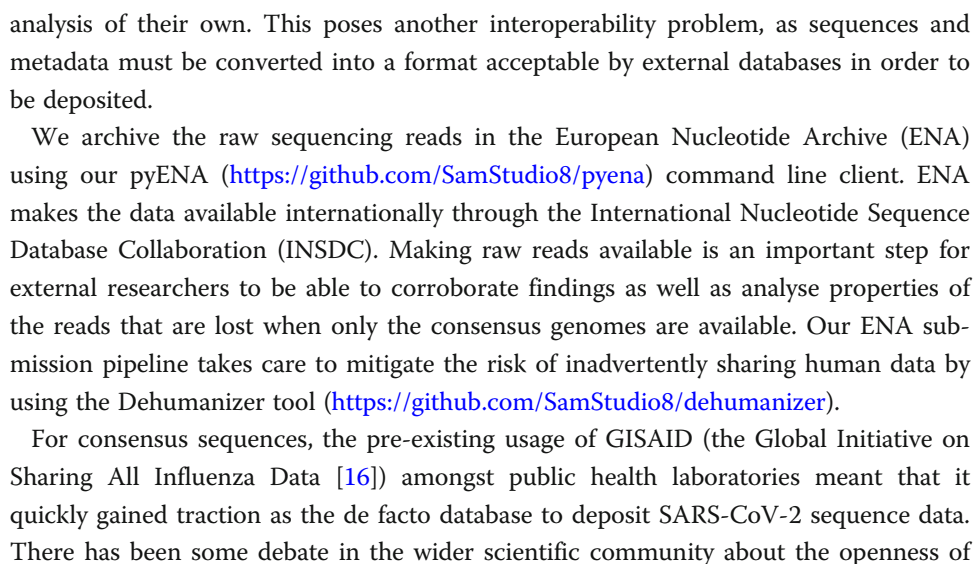 analysis of their own. This poses another interoperability problem, as sequences and
metadata must be converted into a format acceptable by external databases in order to
be deposited.
We archive the raw sequencing reads in the European Nucleotide Archive (ENA)
using our pyENA (https://github.com/SamStudio8/pyena) command line client. ENA
makes the data available internationally through the International Nucleotide Sequence
Database Collaboration (INSDC). Making raw reads available is an important step for
external researchers to be able to corroborate findings as well as analyse properties of
the reads that are lost when only the consensus genomes are available. Our ENA sub-
mission pipeline takes care to mitigate the risk of inadvertently sharing human data by
using the Dehumanizer tool (https://github.com/SamStudio8/dehumanizer).
For consensus sequences, the pre-existing usage of GISAID (the Global Initiative on
Sharing All Influenza Data [16]) amongst public health laboratories meant that it
quickly gained traction as the de facto database to deposit SARS-CoV-2 sequence data.
There has been some debate in the wider scientific community about the openness of